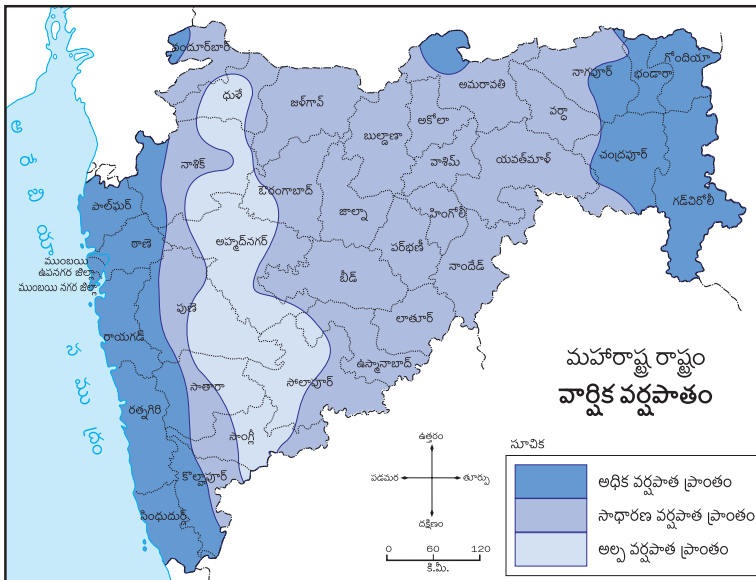 నందూర్‌బార్
ధుళే
జళ్‌గావ్
బుల్డాణా
అకోలా
అమరావతి
నాగపూర్
గోందియా
భండారా
వర్ధా
వాశిమ్
యవత్‌మాళ్
చంద్రపూర్
గడ్‌చిరోలీ
నాశిక్
ఔరంగాబాద్
జాల్నా
హింగోలీ
పర్‌భణీ
నాందేడ్
పాల్‌ఘర్
ఠాణె
ముంబయి
ఉపనగర జిల్లా
ముంబయి నగర జిల్లా
అహ్మద్‌నగర్
బీడ్
లాతూర్
పుణె
రాయగడ్
ఉస్మానాబాద్
సోలాపూర్
సాతారా
రత్నగిరి
సాంగ్లీ
కొల్హాపూర్
సింధుదుర్గ్
అరేబియా సముద్రం
మహారాష్ట్ర రాష్ట్రం
వార్షిక వర్షపాతం
ఉత్తరం
పడమర
తూర్పు
దక్షిణం
0 60 120
కి.మీ.
సూచిక
అధిక వర్షపాత ప్రాంతం
సాధారణ వర్షపాత ప్రాంతం
అల్ప వర్షపాత ప్రాంతం